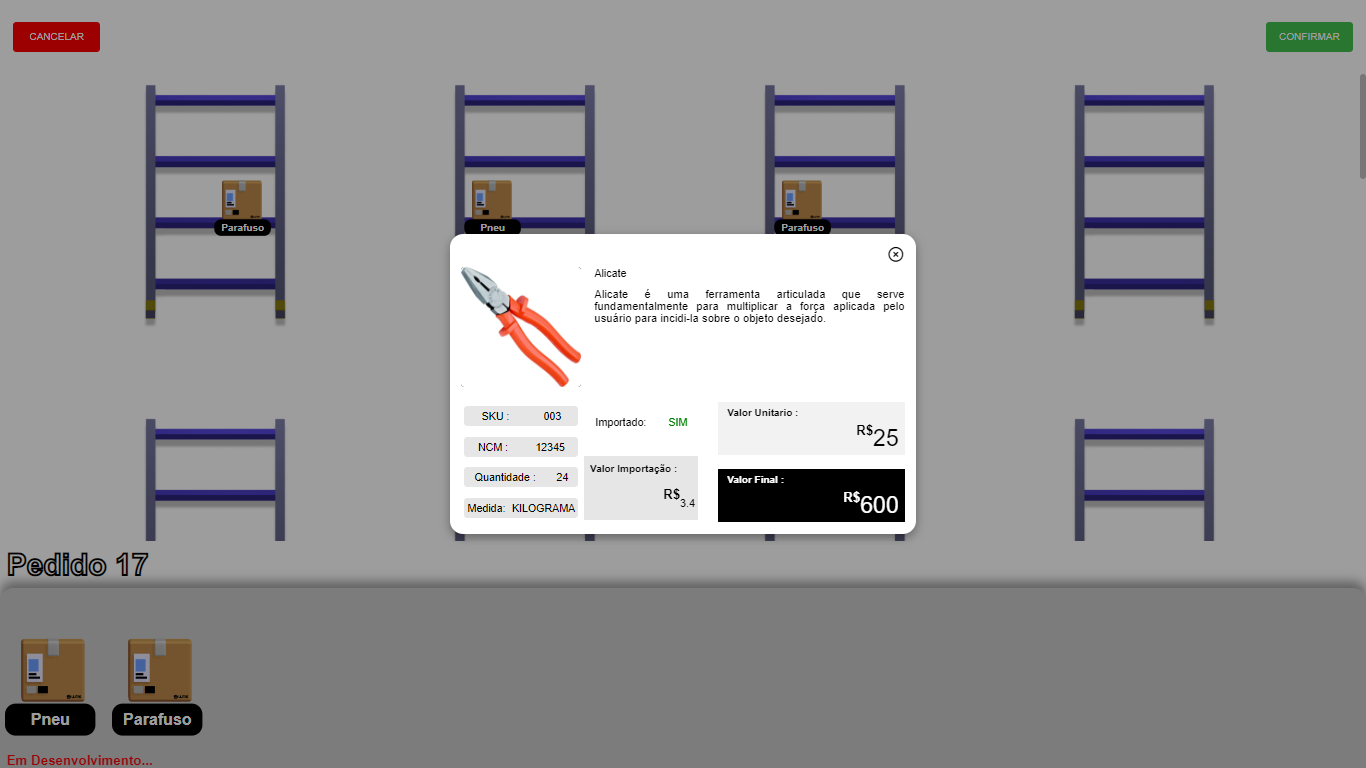 CANCELAR
CONFIRMAR
Parafuso
Pneu
Parafuso
Alicate
Alicate é uma ferramenta articulada que serve
fundamentalmente para multiplicar a força aplicada pelo
usuário para incidi-la sobre o objeto desejado.
SKU : 003
NCM : 12345
Quantidade : 24
Medida: KILOGRAMA
Importado: SIM
Valor Importação :
R$3.4
Valor Unitario :
R$25
Valor Final :
R$600
Pedido 17
Pneu
Parafuso
Em Desenvolvimento...